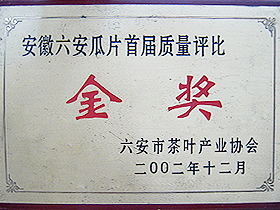 安徽六安瓜片首届质量评比
金奖
六安市茶叶产业协会
二00二年十二月